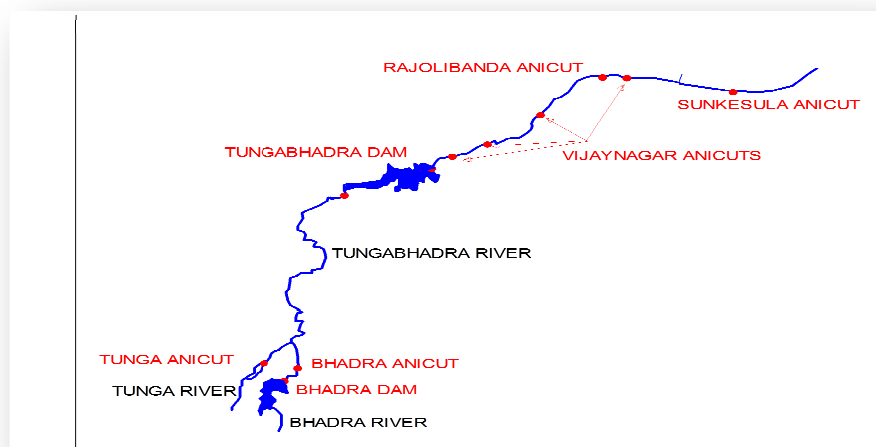 RAJOLIBANDA ANICUT
SUNKESULA ANICUT
TUNGABHADRA DAM
VIJAYNAGAR ANICUTS
TUNGABHADRA RIVER
TUNGA ANICUT
BHADRA ANICUT
TUNGA RIVER
BHADRA DAM
BHADRA RIVER